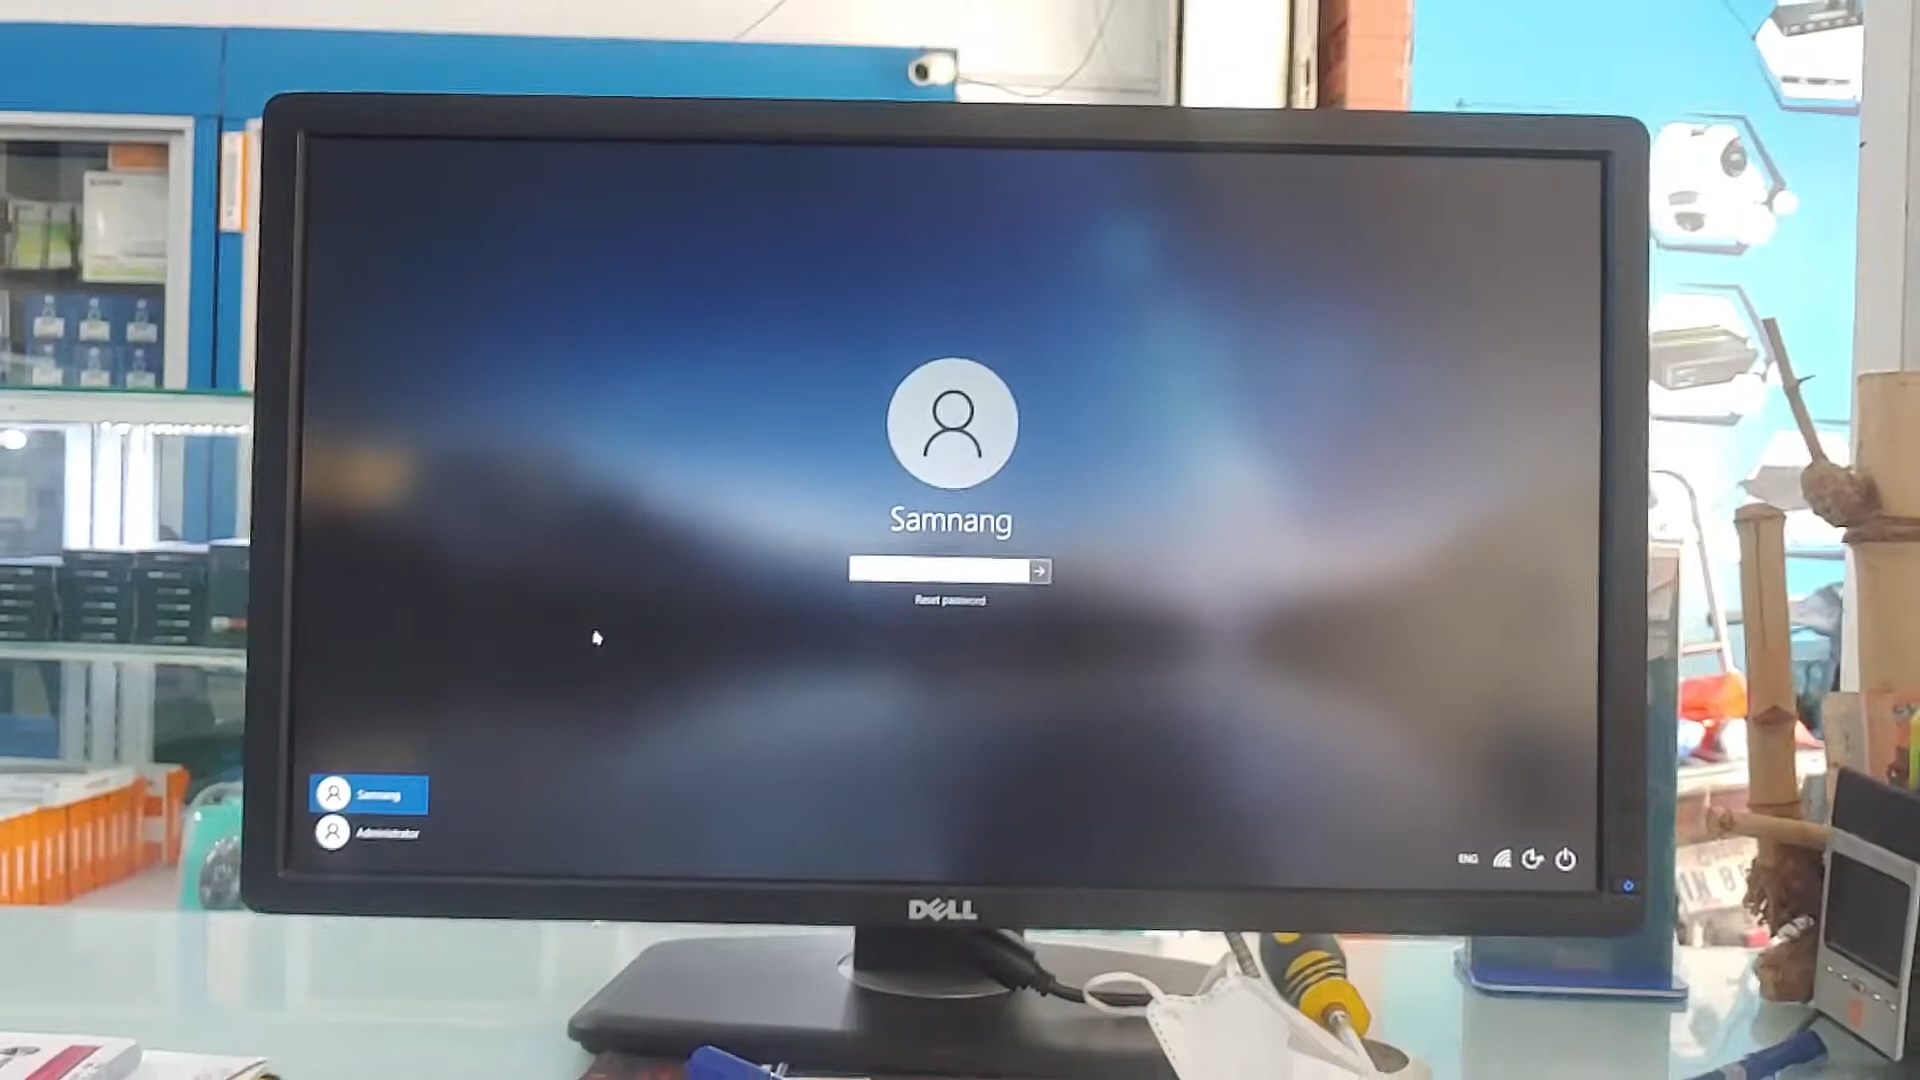 Samnang
Reset password
Samnang
Administrator
ENG
DELL